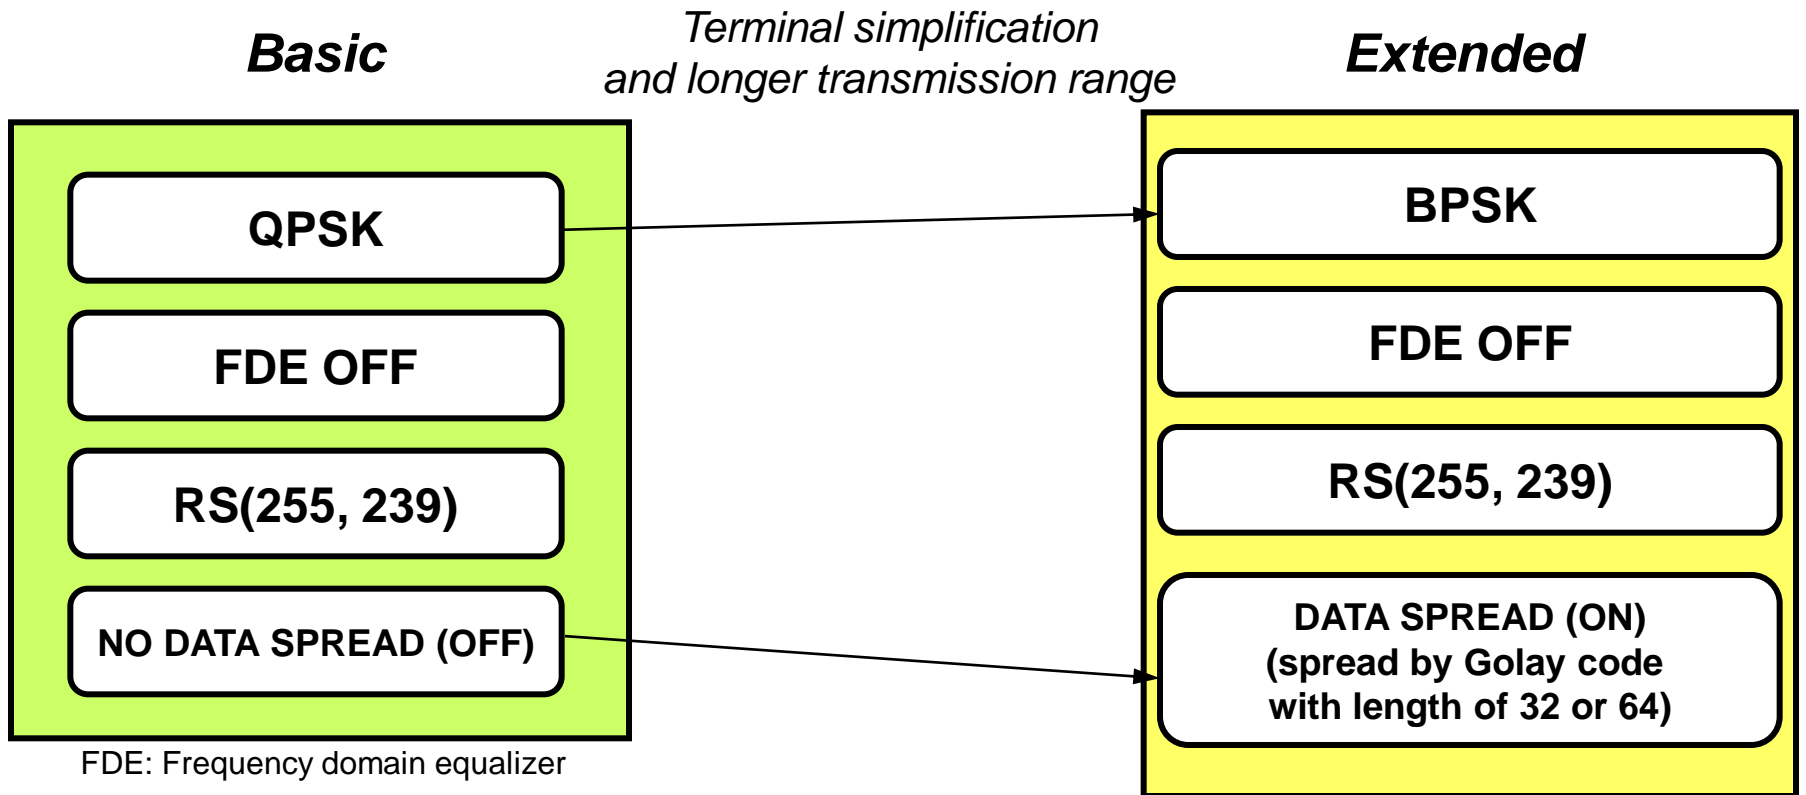 Basic
Terminal simplification
and longer transmission range
Extended
QPSK
FDE OFF
RS(255, 239)
NO DATA SPREAD (OFF)
FDE: Frequency domain equalizer
BPSK
FDE OFF
RS(255, 239)
DATA SPREAD (ON)
(spread by Golay code
with length of 32 or 64)